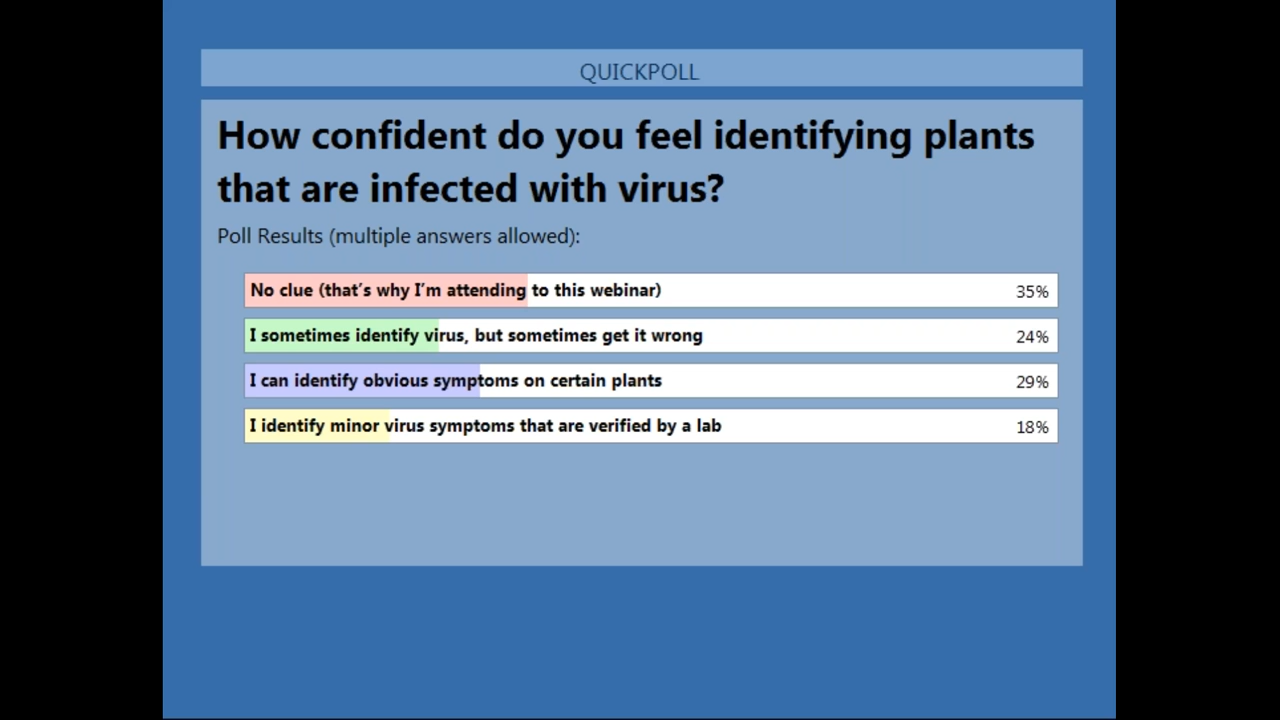 QUICKPOLL
How confident do you feel identifying plants
that are infected with virus?
Poll Results (multiple answers allowed):
No clue (that’s why I’m attending to this webinar) 35%
I sometimes identify virus, but sometimes get it wrong 24%
I can identify obvious symptoms on certain plants 29%
I identify minor virus symptoms that are verified by a lab 18%